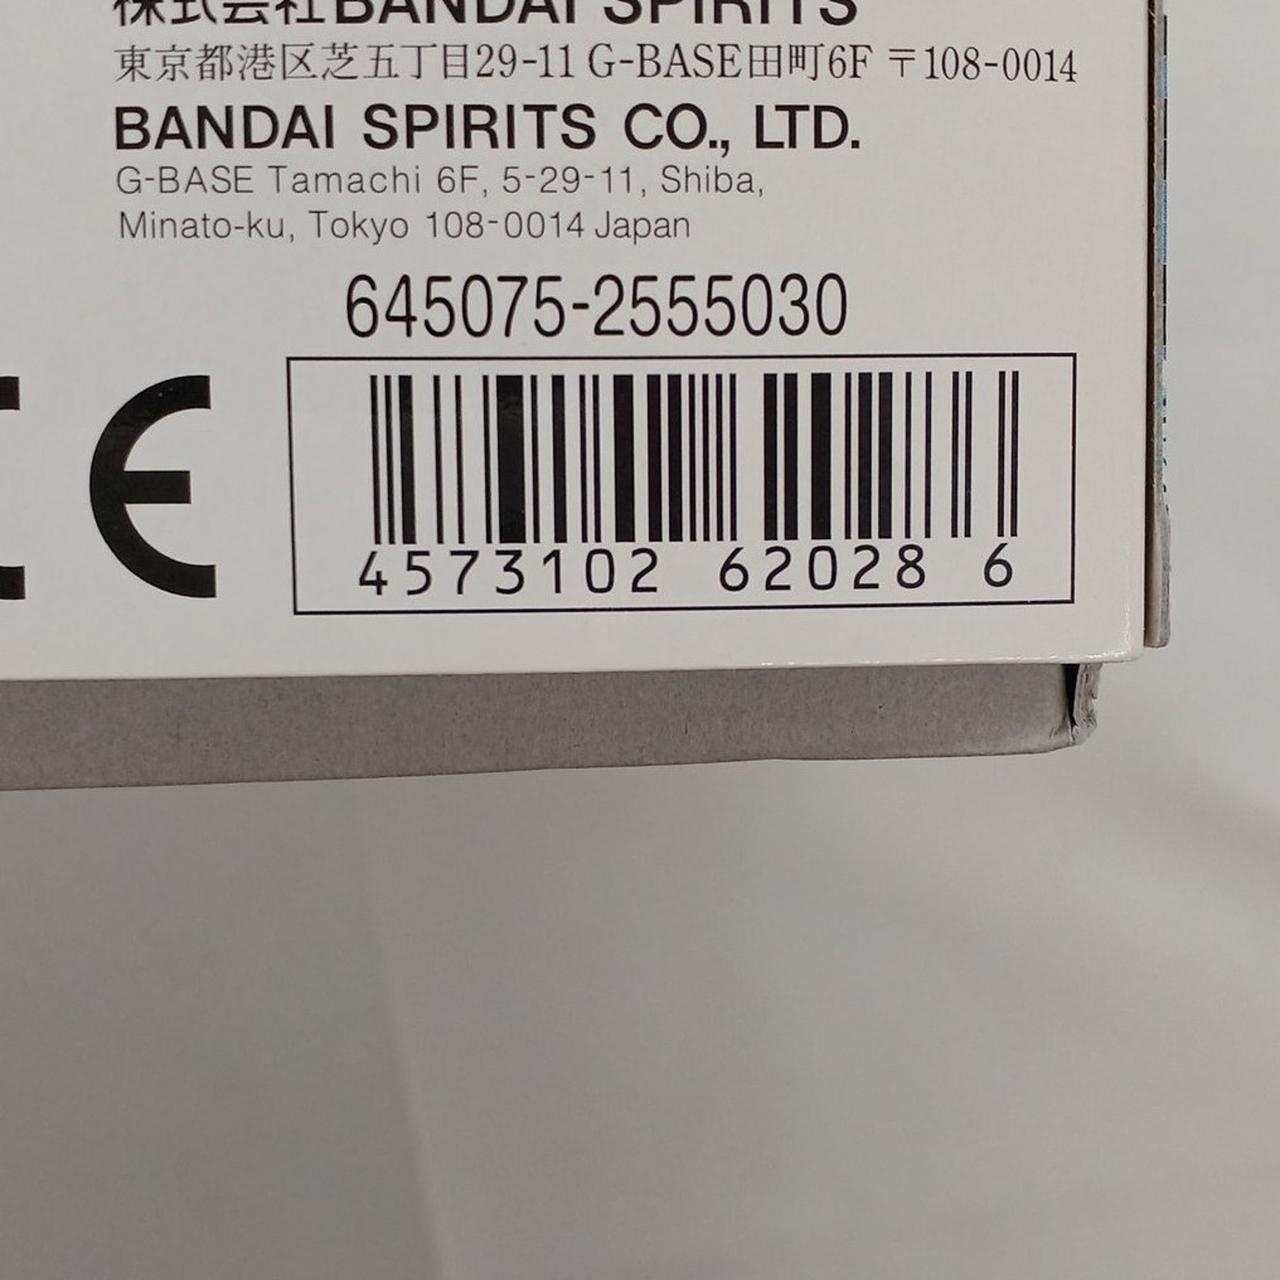 株式会社BANDAI SPIRITS
東京都港区芝五丁目29-11 G-BASE田町6F 〒108-0014
BANDAI SPIRITS CO., LTD.
G-BASE Tamachi 6F, 5-29-11, Shiba,
Minato-ku, Tokyo 108-0014 Japan
645075-2555030
CE
4573102 62028 6